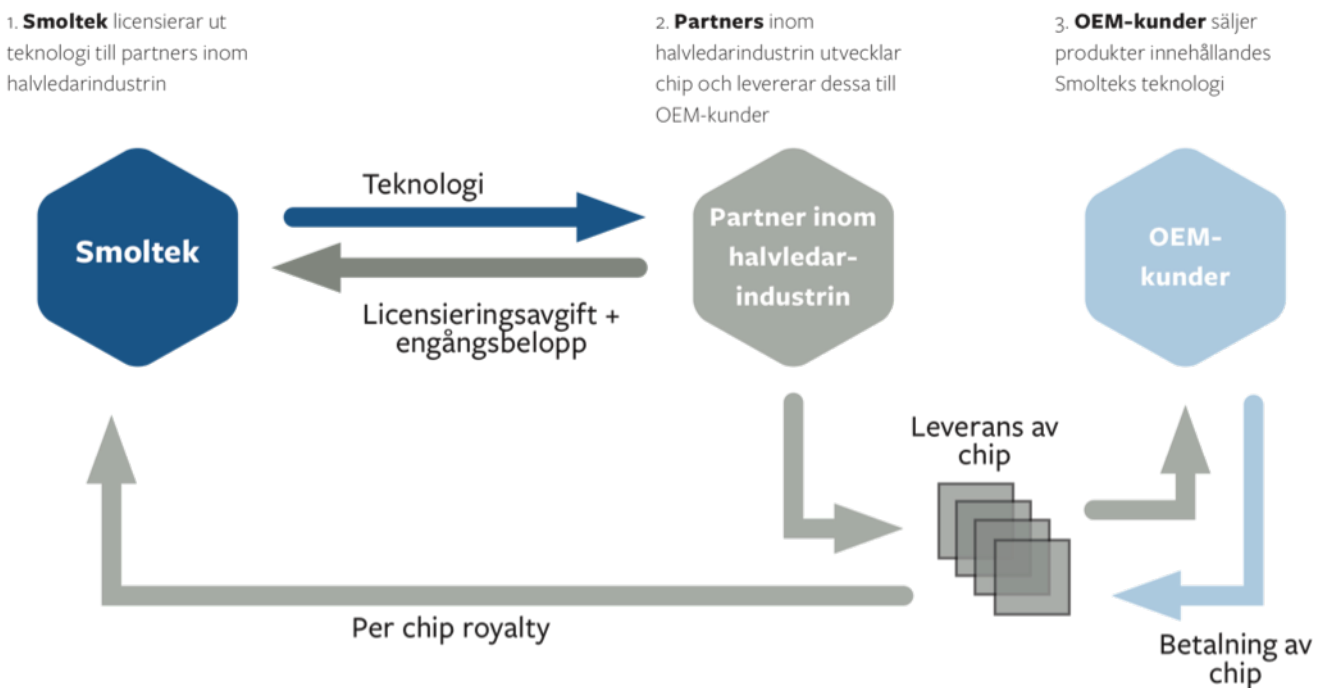 1. Smoltek licensierar ut
teknologi till partners inom
halvledarindustrin
2. Partners inom
halvledarindustrin utvecklar
chip och levererar dessa till
OEM-kunder
3. OEM-kunder säljer
produkter innehållandes
Smolteks teknologi
Smoltek
Teknologi
Licensieringsavgift +
engångsbelopp
Partner inom
halvledar-
industrin
OEM-
kunder
Leverans av
chip
Per chip royalty
Betalning av
chip